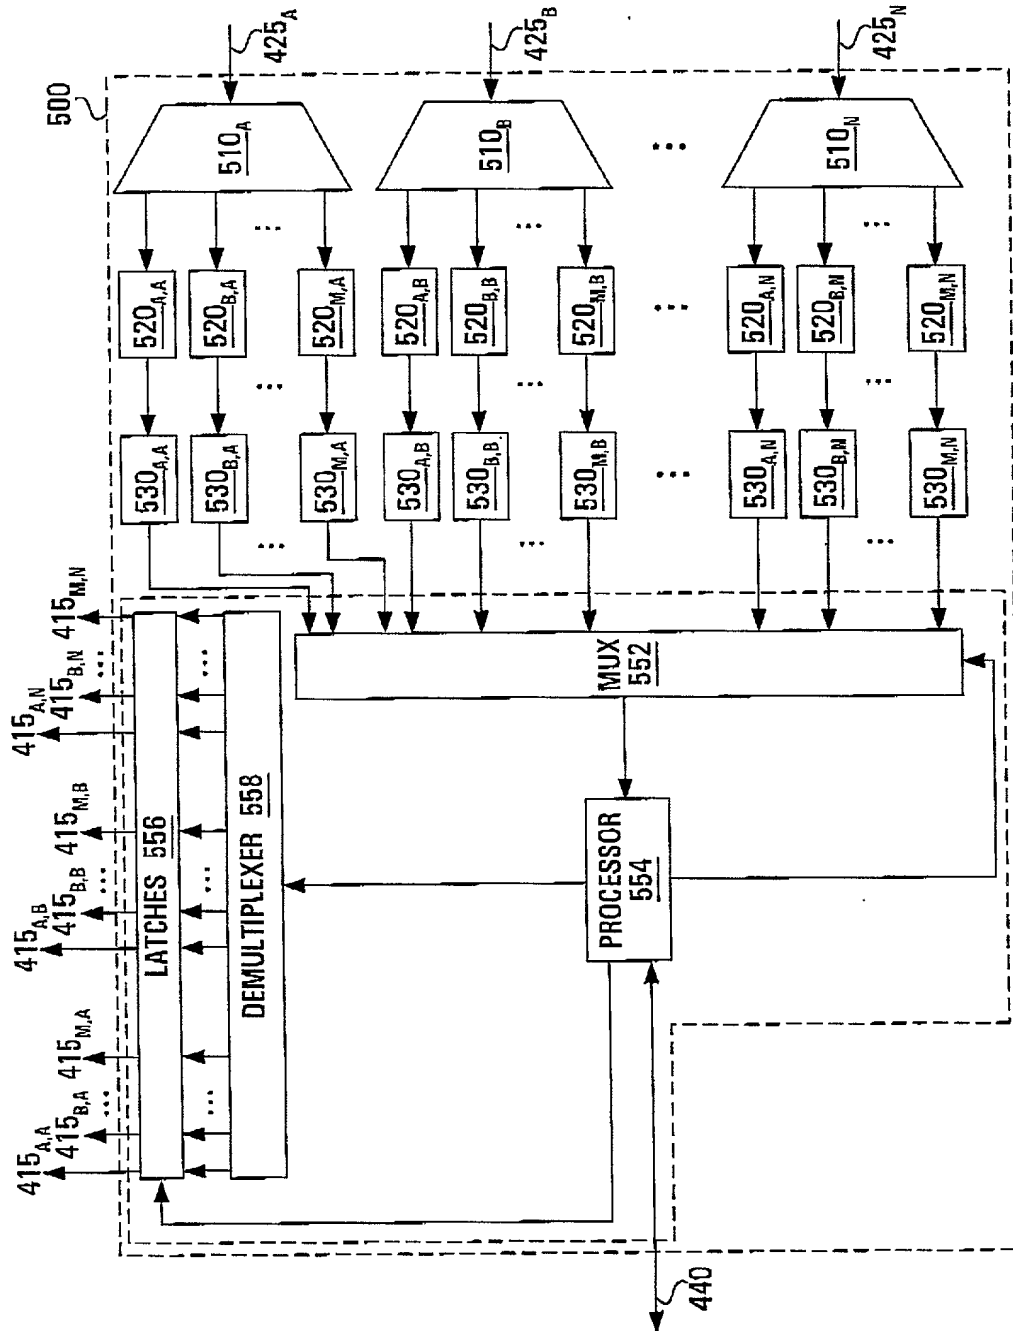 500
425A
425B
425N
510A
510B
...
510N
...
...
...
520A,A
520B,A
520M,A
520A,B
520B,B
520M,B
...
520A,N
520B,N
520M,N
...
...
...
530A,A
530B,A
530M,A
530A,B
530B,B.
530M,B
...
530A,N
530B,N
530M,N
...
...
...
MUX
552
PROCESSOR
554
DEMULTIPLEXER 558
...
...
...
LATCHES 556
415A,A
415B,A
...
415M,A
415A,B
415B,B
...
415M,B
415A,N
415B,N
...
415M,N
440